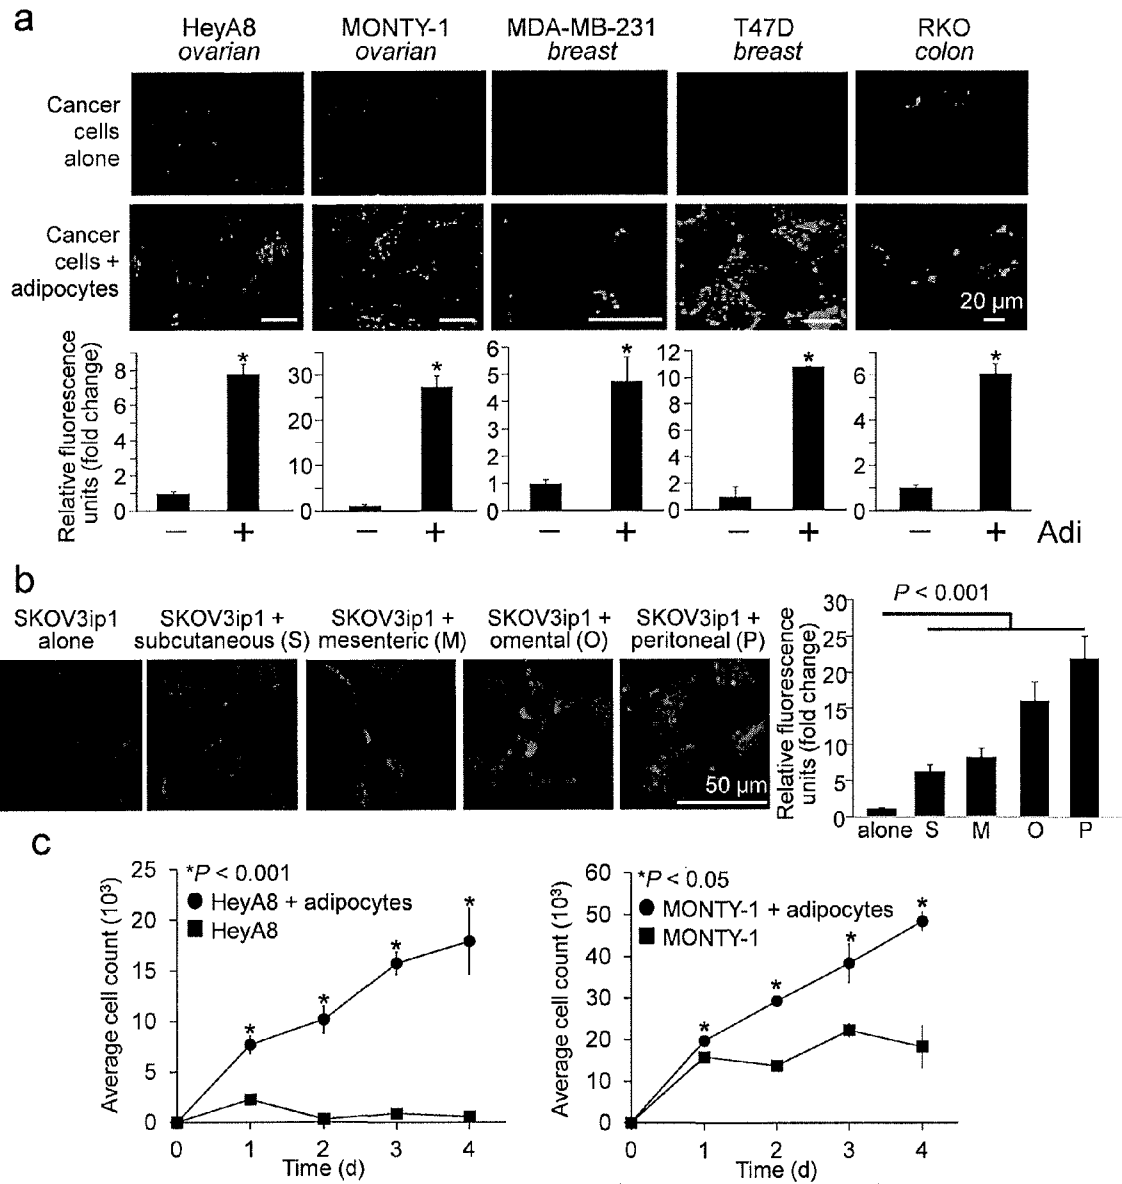 a
HeyA8
ovarian
MONTY-1
ovarian
MDA-MB-231
breast
T47D
breast
RKO
colon
Cancer
cells
alone
Cancer
cells +
adipocytes
20 µm
Relative fluorescence
units (fold change)
8
6
4
2
0
− +
30
20
10
0
− +
6
5
4
3
2
1
0
− +
12
10
8
6
4
2
0
− +
6
4
2
0
− +
* * * * *
Adi
b
SKOV3ip1
alone
SKOV3ip1 +
subcutaneous (S)
SKOV3ip1 +
mesenteric (M)
SKOV3ip1 +
omental (O)
SKOV3ip1 +
peritoneal (P)
50 µm
Relative fluorescence
units (fold change)
30
25
20
15
10
5
0
P < 0.001
alone S M O P
c
Average cell count (10³)
25
20
15
10
5
0
*P < 0.001
HeyA8 + adipocytes
HeyA8
* * * *
0 1 2 3 4
Time (d)
Average cell count (10³)
60
50
40
30
20
10
0
*P < 0.05
MONTY-1 + adipocytes
MONTY-1
* * * *
0 1 2 3 4
Time (d)